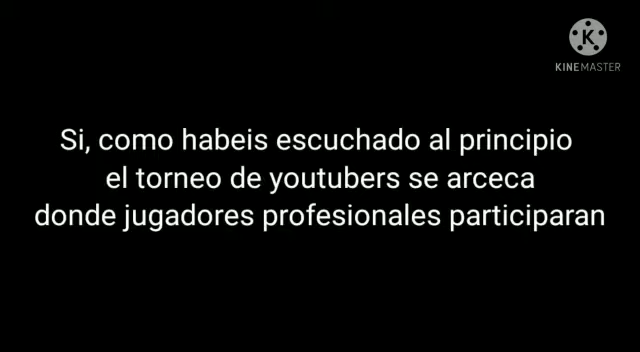 KINEMASTER
Si, como habeis escuchado al principio
el torneo de youtubers se arceca
donde jugadores profesionales participaran